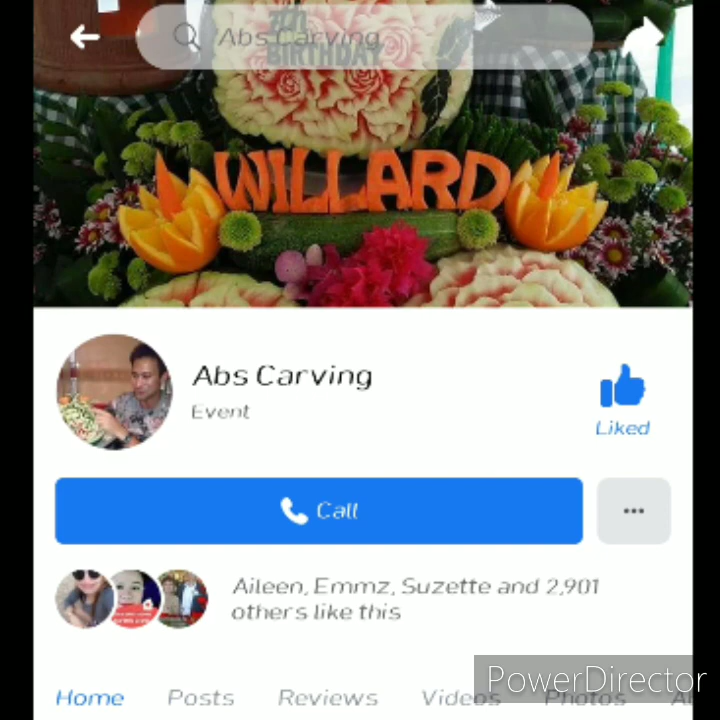 Abs Carving
7th
BIRTHDAY
WILLARD
Abs Carving
Event
Liked
Call
Aileen, Emmz, Suzette and 2,901
others like this
Home Posts Reviews Videos Photos
PowerDirector